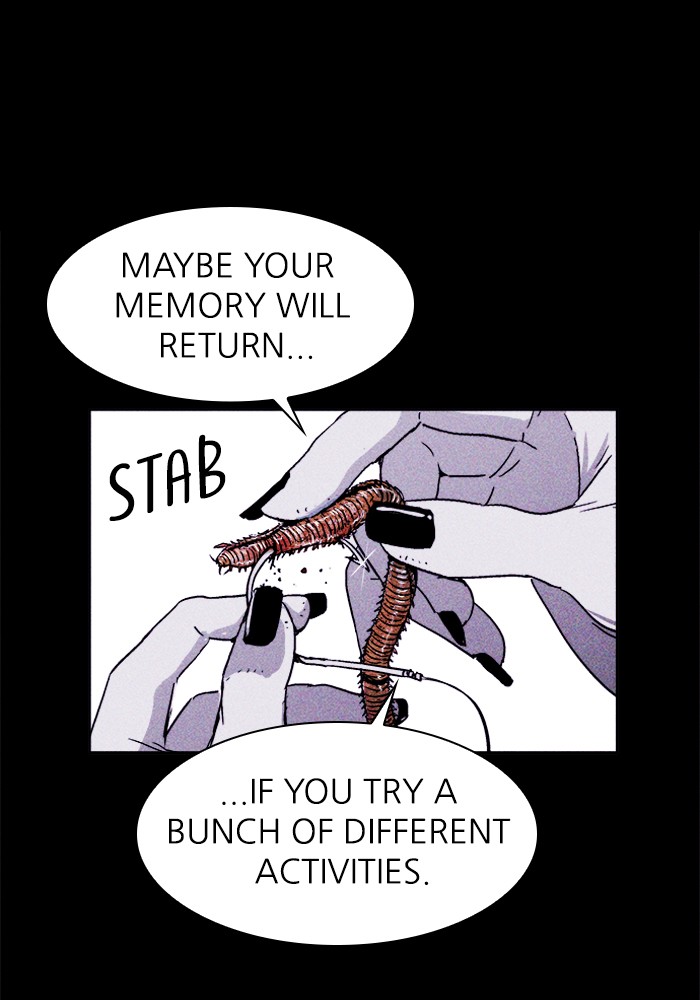 MAYBE YOUR
MEMORY WILL
RETURN...
STAB
...IF YOU TRY A
BUNCH OF DIFFERENT
ACTIVITIES.